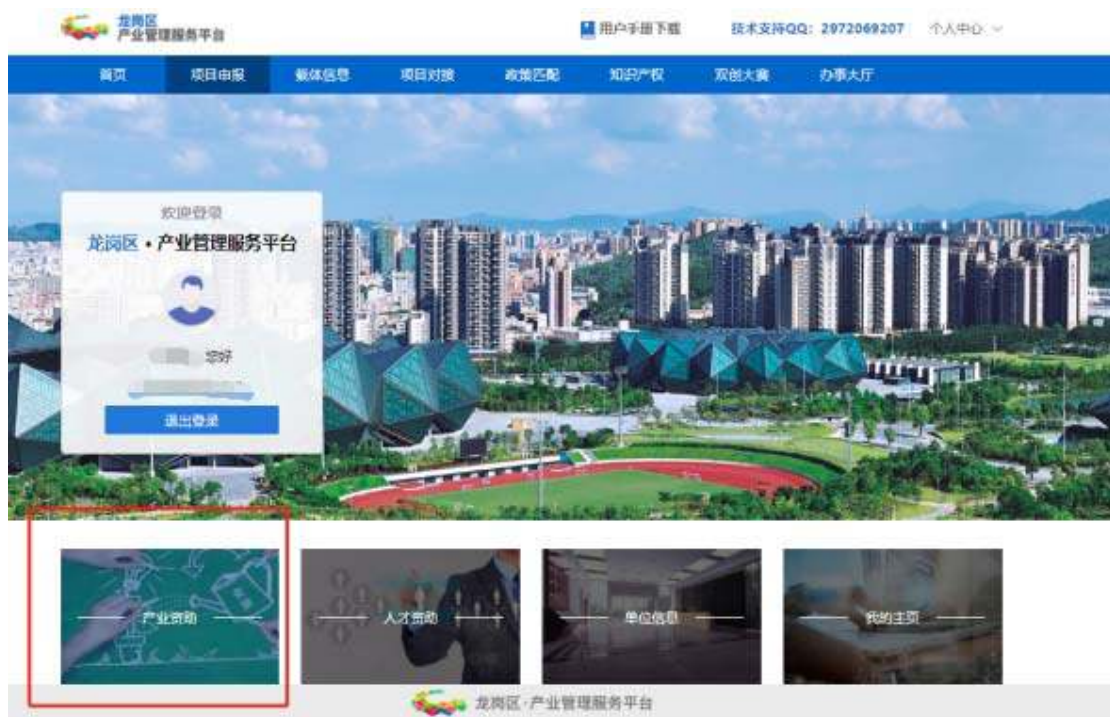 龙岗区
产业管理服务平台
用户手册下载 技术支持QQ：2972069207 个人中心
首页 项目申报 载体信息 项目对接 政策匹配 知识产权 双创大赛 办事大厅
欢迎登录
龙岗区·产业管理服务平台
您好
退出登录
产业资助 人才资助 单位信息 我的主页
龙岗区·产业管理服务平台